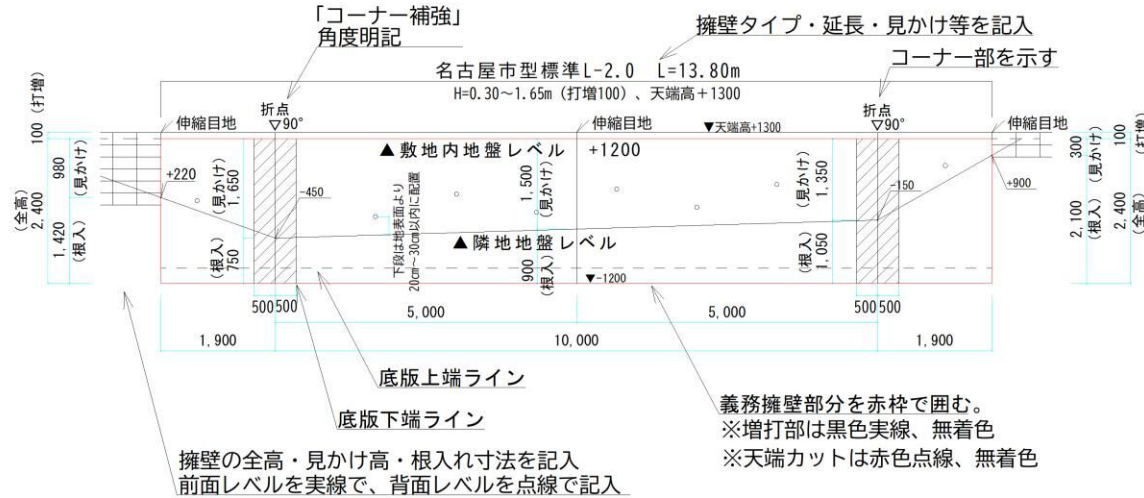 「コーナー補強」
角度明記
擁壁タイプ・延長・見かけ等を記入
コーナー部を示す
名古屋市型標準L-2.0 L=13.80m
H=0.30～1.65m（打増100）、天端高＋1300
折点
▽90°
折点
▽90°
伸縮目地
伸縮目地
▼天端高+1300
伸縮目地
▲敷地内地盤レベル +1200
100（打増）
980
（見かけ）
（全高）
2,400
1,420
（根入）
+220
（見かけ）
1,650
-450
（根入）
750
下段は地表面より
20cm～30cm以内に配置
1,500
（見かけ）
▲隣地地盤レベル
900
（根入）
▼-1200
（見かけ）
1,350
-150
（根入）
1,050
+900
300
（見かけ）
2,100
（根入）
100
（打増）
2,400
（全高）
500 500
5,000
5,000
500 500
1,900
10,000
1,900
底版上端ライン
底版下端ライン
義務擁壁部分を赤枠で囲む。
※増打部は黒色実線、無着色
※天端カットは赤色点線、無着色
擁壁の全高・見かけ高・根入れ寸法を記入
前面レベルを実線で、背面レベルを点線で記入